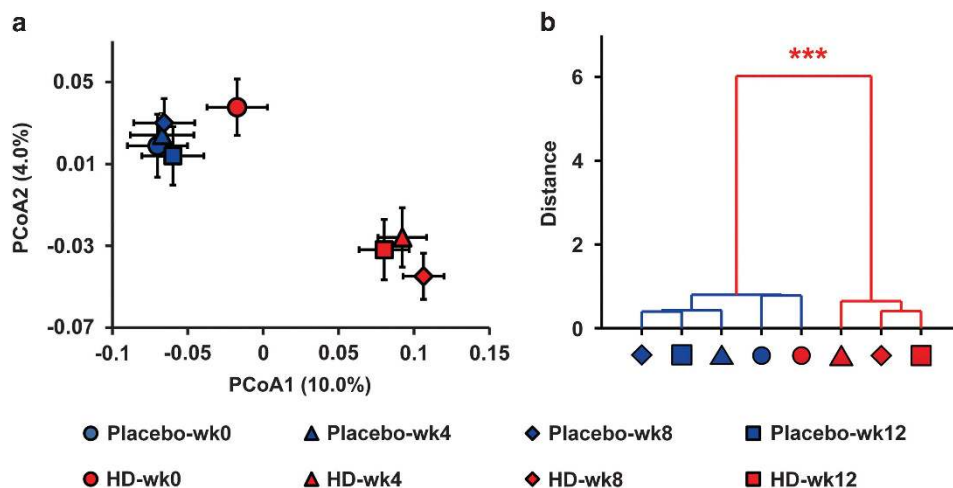 a
b
0.05
0.01
-0.03
-0.07
PCoA2 (4.0%)
-0.1
-0.05
0
0.05
0.1
0.15
PCoA1 (10.0%)
***
6
4
2
0
Distance
Placebo-wk0
Placebo-wk4
Placebo-wk8
Placebo-wk12
HD-wk0
HD-wk4
HD-wk8
HD-wk12